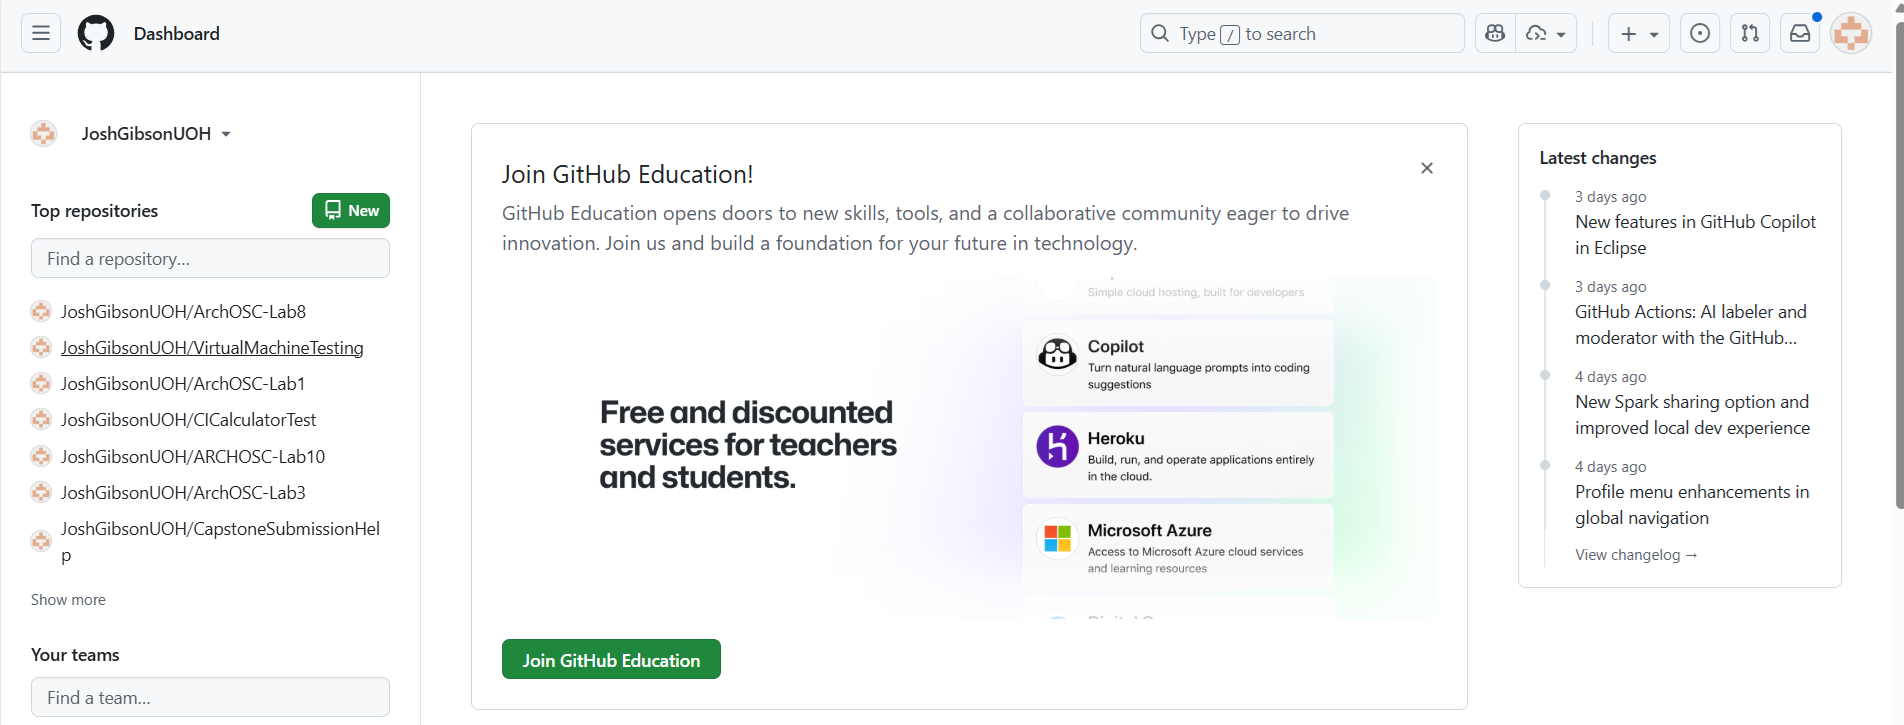 Dashboard
Type / to search
JoshGibsonUOH
Top repositories
New
Find a repository...
JoshGibsonUOH/ArchOSC-Lab8
JoshGibsonUOH/VirtualMachineTesting
JoshGibsonUOH/ArchOSC-Lab1
JoshGibsonUOH/CICalculatorTest
JoshGibsonUOH/ARCHOSC-Lab10
JoshGibsonUOH/ArchOSC-Lab3
JoshGibsonUOH/CapstoneSubmissionHel
p
Show more
Your teams
Find a team...
Join GitHub Education!
GitHub Education opens doors to new skills, tools, and a collaborative community eager to drive
innovation. Join us and build a foundation for your future in technology.
Free and discounted
services for teachers
and students.
Simple cloud hosting, built for developers
Copilot
Turn natural language prompts into coding
suggestions
Heroku
Build, run, and operate applications entirely
in the cloud.
Microsoft Azure
Access to Microsoft Azure cloud services
and learning resources
Join GitHub Education
Latest changes
3 days ago
New features in GitHub Copilot
in Eclipse
3 days ago
GitHub Actions: AI labeler and
moderator with the GitHub...
4 days ago
New Spark sharing option and
improved local dev experience
4 days ago
Profile menu enhancements in
global navigation
View changelog →